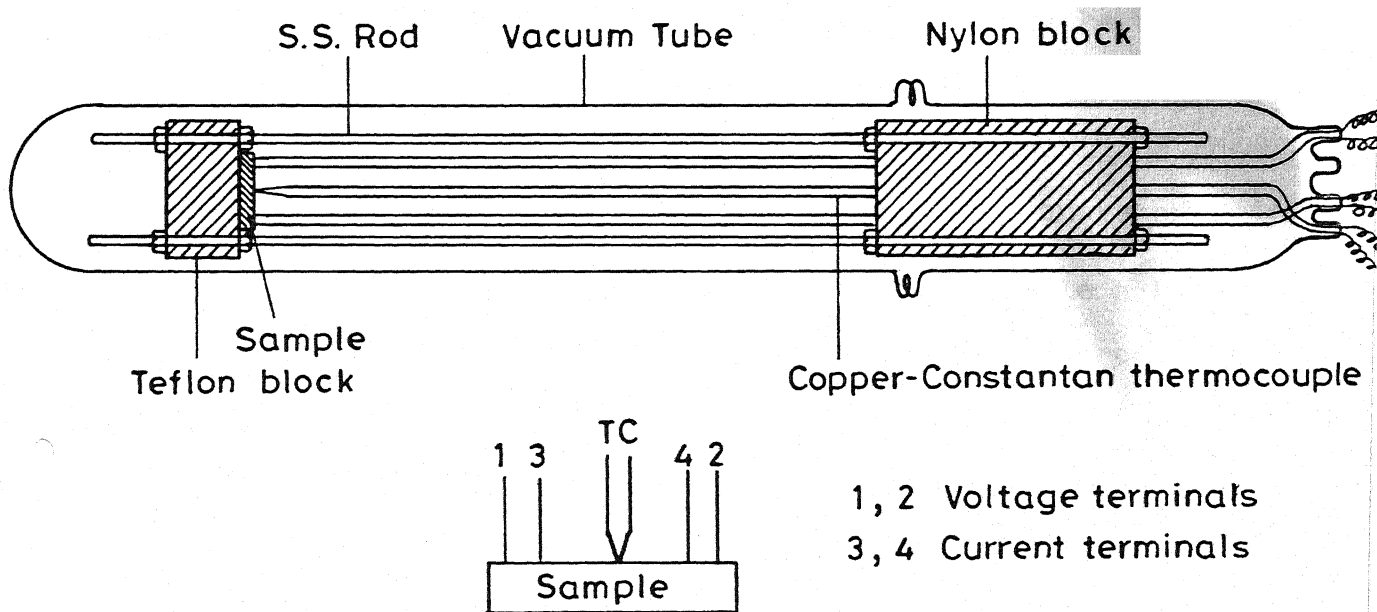 S.S. Rod
Vacuum Tube
Nylon block
Sample
Teflon block
Copper-Constantan thermocouple
1 3 TC 4 2
Sample
1, 2 Voltage terminals
3, 4 Current terminals